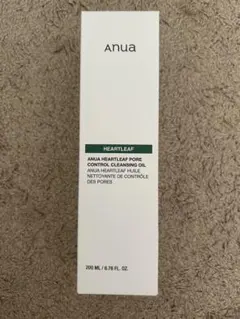 Anua
HEARTLEAF
ANUA HEARTLEAF PORE
CONTROL CLEANSING OIL
ANUA HEARTLEAF HUILE
NETTOYANTE DE CONTRÔLE
DES PORES
200 ML / 6.76 FL. OZ.